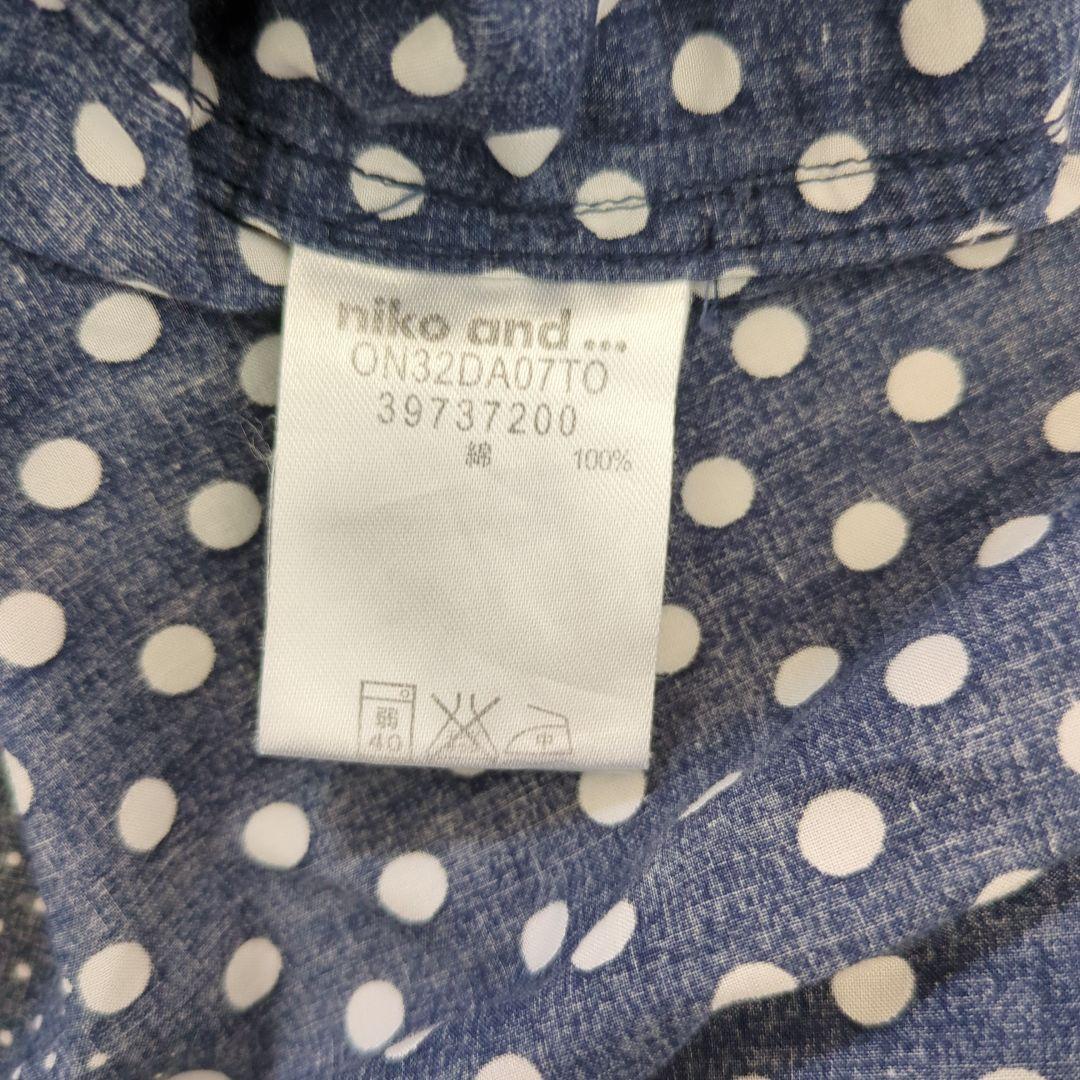 niko and ...
ON32DA07TO
39737200
綿 100%
弱 中
40